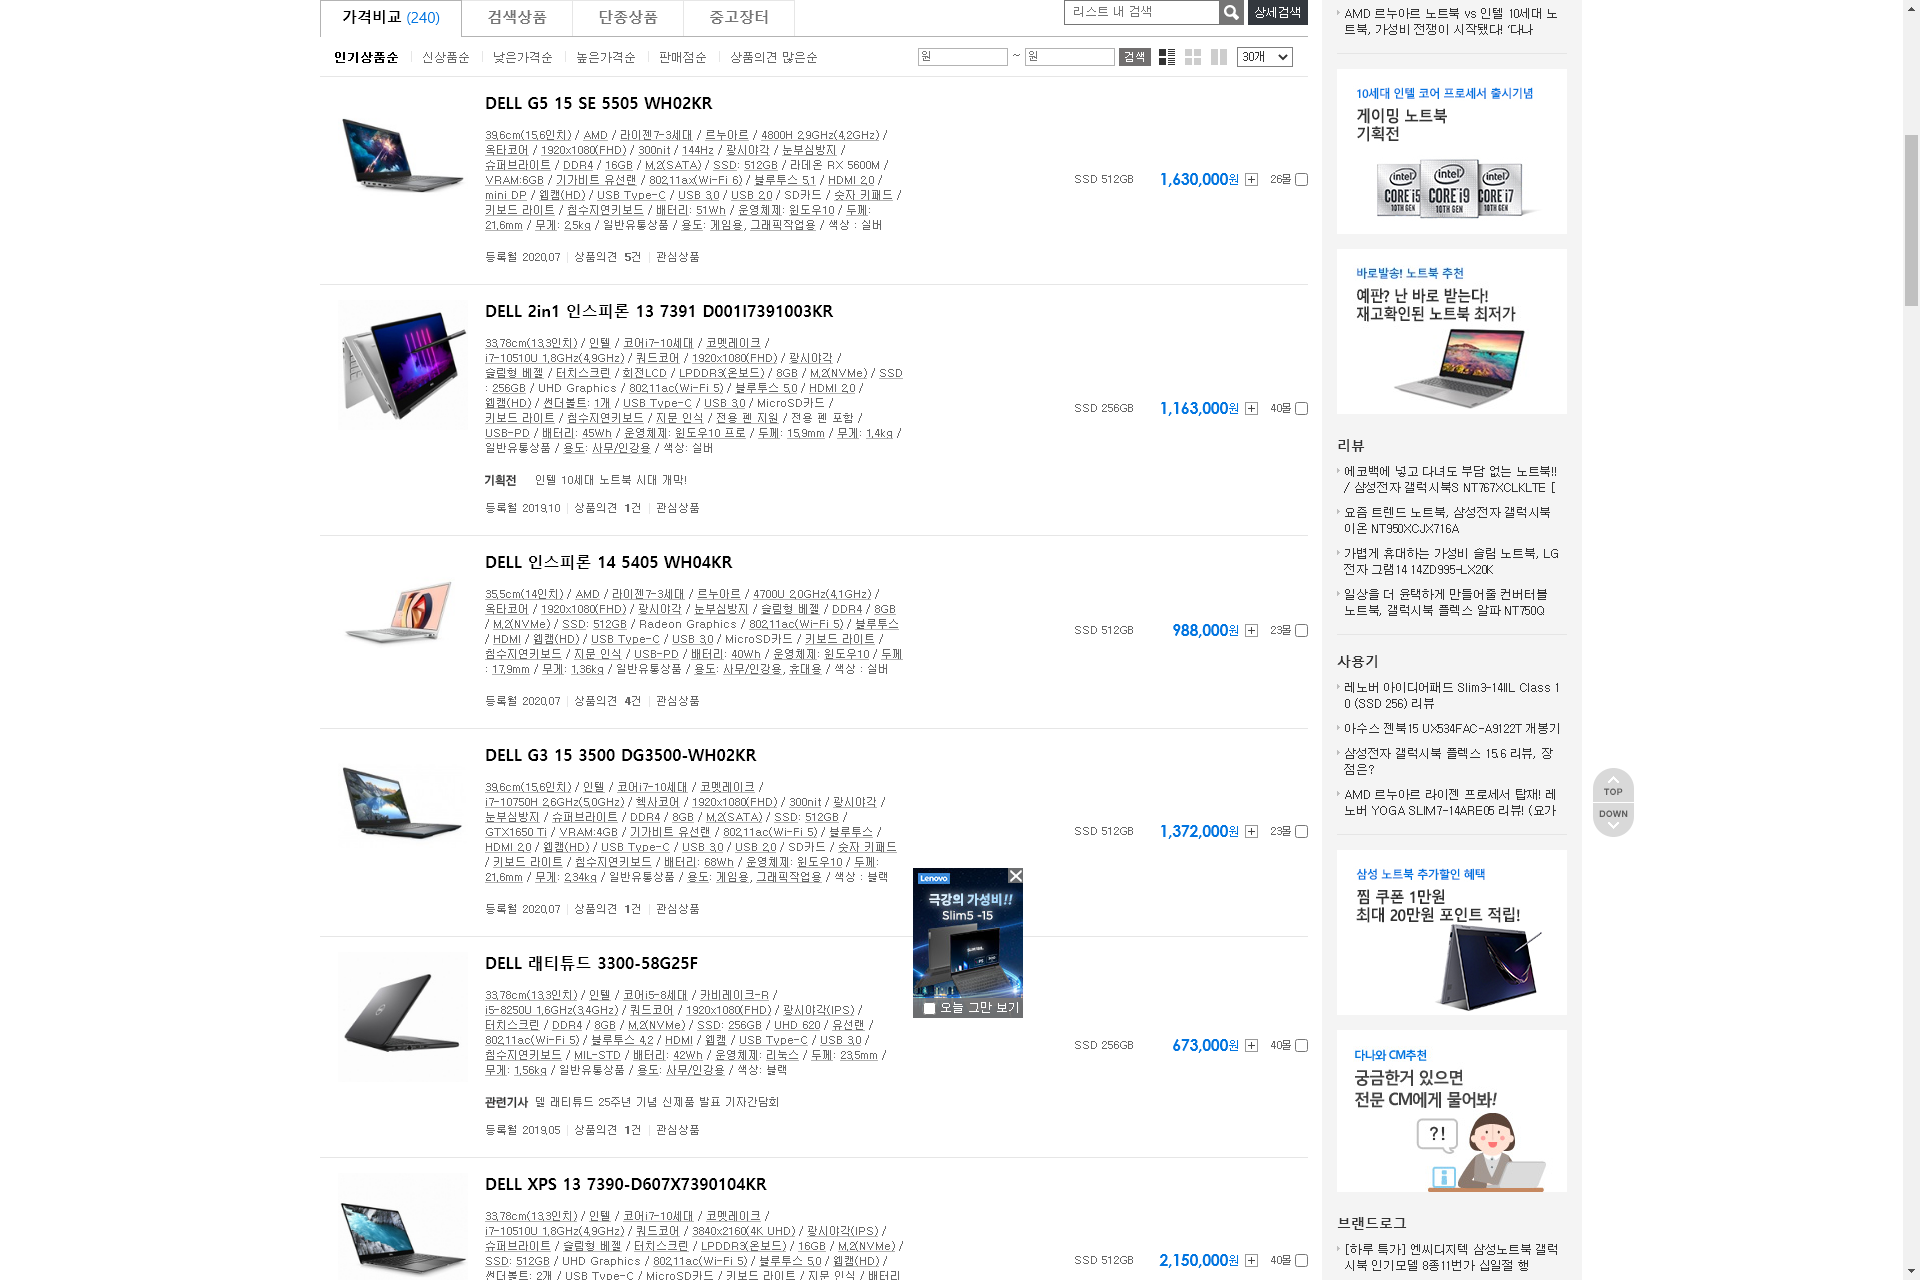 가격비교 (240)
검색상품
단종상품
중고장터
리스트 내 검색
상세검색
인기상품순
신상품순
낮은가격순
높은가격순
판매점순
상품의견 많은순
원 ~ 원 검색
30개
DELL G5 15 SE 5505 WH02KR
39.6cm(15.6인치) / AMD / 라이젠7-3세대 / 르누아르 / 4800H 2.9GHz(4.2GHz) /
옥타코어 / 1920x1080(FHD) / 300nit / 144Hz / 광시야각 / 눈부심방지 /
슈퍼브라이트 / DDR4 / 16GB / M.2(SATA) / SSD: 512GB / 라데온 RX 5600M /
VRAM:6GB / 기가비트 유선랜 / 802.11ax(Wi-Fi 6) / 블루투스 5.1 / HDMI 2.0 /
mini DP / 웹캠(HD) / USB Type-C / USB 3.0 / USB 2.0 / SD카드 / 숫자 키패드 /
키보드 라이트 / 침수지연키보드 / 배터리: 51Wh / 운영체제: 윈도우10 / 두께:
21.6mm / 무게: 2.5kg / 일반유통상품 / 용도: 게임용, 그래픽작업용 / 색상 : 실버
등록월 2020.07 | 상품의견 5건 | 관심상품
SSD 512GB
1,630,000원
26몰
DELL 2in1 인스피론 13 7391 D001I7391003KR
33.78cm(13.3인치) / 인텔 / 코어i7-10세대 / 코멧레이크 /
i7-10510U 1.8GHz(4.9GHz) / 쿼드코어 / 1920x1080(FHD) / 광시야각 /
슬림형 베젤 / 터치스크린 / 회전LCD / LPDDR3(온보드) / 8GB / M.2(NVMe) / SSD
: 256GB / UHD Graphics / 802.11ac(Wi-Fi 5) / 블루투스 5.0 / HDMI 2.0 /
웹캠(HD) / 썬더볼트: 1개 / USB Type-C / USB 3.0 / MicroSD카드 /
키보드 라이트 / 침수지연키보드 / 지문 인식 / 전용 펜 지원 / 전용 펜 포함 /
USB-PD / 배터리: 45Wh / 운영체제: 윈도우10 프로 / 두께: 15.9mm / 무게: 1.4kg /
일반유통상품 / 용도: 사무/인강용 / 색상: 실버
기획전 인텔 10세대 노트북 시대 개막!
등록월 2019.10 | 상품의견 1건 | 관심상품
SSD 256GB
1,163,000원
40몰
DELL 인스피론 14 5405 WH04KR
35.5cm(14인치) / AMD / 라이젠7-3세대 / 르누아르 / 4700U 2.0GHz(4.1GHz) /
옥타코어 / 1920x1080(FHD) / 광시야각 / 눈부심방지 / 슬림형 베젤 / DDR4 / 8GB
/ M.2(NVMe) / SSD: 512GB / Radeon Graphics / 802.11ac(Wi-Fi 5) / 블루투스
/ HDMI / 웹캠(HD) / USB Type-C / USB 3.0 / MicroSD카드 / 키보드 라이트 /
침수지연키보드 / 지문 인식 / USB-PD / 배터리: 40Wh / 운영체제: 윈도우10 / 두께
: 17.9mm / 무게: 1.36kg / 일반유통상품 / 용도: 사무/인강용, 휴대용 / 색상 : 실버
등록월 2020.07 | 상품의견 4건 | 관심상품
SSD 512GB
988,000원
23몰
DELL G3 15 3500 DG3500-WH02KR
39.6cm(15.6인치) / 인텔 / 코어i7-10세대 / 코멧레이크 /
i7-10750H 2.6GHz(5.0GHz) / 헥사코어 / 1920x1080(FHD) / 300nit / 광시야각 /
눈부심방지 / 슈퍼브라이트 / DDR4 / 8GB / M.2(SATA) / SSD: 512GB /
GTX1650 Ti / VRAM:4GB / 기가비트 유선랜 / 802.11ac(Wi-Fi 5) / 블루투스 /
HDMI 2.0 / 웹캠(HD) / USB Type-C / USB 3.0 / USB 2.0 / SD카드 / 숫자 키패드
/ 키보드 라이트 / 침수지연키보드 / 배터리: 68Wh / 운영체제: 윈도우10 / 두께:
21.6mm / 무게: 2.34kg / 일반유통상품 / 용도: 게임용, 그래픽작업용 / 색상 : 블랙
등록월 2020.07 | 상품의견 1건 | 관심상품
SSD 512GB
1,372,000원
23몰
Lenovo
극강의 가성비!!
Slim5 -15
오늘 그만 보기
DELL 래티튜드 3300-58G25F
33.78cm(13.3인치) / 인텔 / 코어i5-8세대 / 카비레이크-R /
i5-8250U 1.6GHz(3.4GHz) / 쿼드코어 / 1920x1080(FHD) / 광시야각(IPS) /
터치스크린 / DDR4 / 8GB / M.2(NVMe) / SSD: 256GB / UHD 620 / 유선랜 /
802.11ac(Wi-Fi 5) / 블루투스 4.2 / HDMI / 웹캠 / USB Type-C / USB 3.0 /
침수지연키보드 / MIL-STD / 배터리: 42Wh / 운영체제: 리눅스 / 두께: 23.5mm /
무게: 1.56kg / 일반유통상품 / 용도: 사무/인강용 / 색상: 블랙
관련기사 델 래티튜드 25주년 기념 신제품 발표 기자간담회
등록월 2019.05 | 상품의견 1건 | 관심상품
SSD 256GB
673,000원
40몰
DELL XPS 13 7390-D607X7390104KR
33.78cm(13.3인치) / 인텔 / 코어i7-10세대 / 코멧레이크 /
i7-10510U 1.8GHz(4.9GHz) / 쿼드코어 / 3840x2160(4K UHD) / 광시야각(IPS) /
슈퍼브라이트 / 슬림형 베젤 / 터치스크린 / LPDDR3(온보드) / 16GB / M.2(NVMe) /
SSD: 512GB / UHD Graphics / 802.11ac(Wi-Fi 5) / 블루투스 5.0 / 웹캠(HD) /
썬더볼트: 2개 / USB Type-C / MicroSD카드 / 키보드 라이트 / 지문 인식 / 배터리
SSD 512GB
2,150,000원
40몰
AMD 르누아르 노트북 vs 인텔 10세대 노
트북, 가성비 전쟁이 시작됐다! '다나
10세대 인텔 코어 프로세서 출시기념
게이밍 노트북
기획전
intel CORE i5 10TH GEN
intel CORE i9 10TH GEN
intel CORE i7 10TH GEN
바로발송! 노트북 추천
예판? 난 바로 받는다!
재고확인된 노트북 최저가
리뷰
에코백에 넣고 다녀도 부담 없는 노트북!!
/ 삼성전자 갤럭시북S NT767XCLKLTE [
요즘 트렌드 노트북, 삼성전자 갤럭시북
이온 NT950XCJX716A
가볍게 휴대하는 가성비 슬림 노트북, LG
전자 그램14 14ZD995-LX20K
일상을 더 윤택하게 만들어줄 컨버터블
노트북, 갤럭시북 플렉스 알파 NT750Q
사용기
레노버 아이디어패드 Slim3-14IIL Class 1
0 (SSD 256) 리뷰
아수스 젠북15 UX534FAC-A9122T 개봉기
삼성전자 갤럭시북 플렉스 15.6 리뷰, 장
점은?
AMD 르누아르 라이젠 프로세서 탑재! 레
노버 YOGA SLIM7-14ARE05 리뷰! (요가
삼성 노트북 추가할인 혜택
찜 쿠폰 1만원
최대 20만원 포인트 적립!
다나와 CM추천
궁금한거 있으면
전문 CM에게 물어봐!
?!
브랜드로그
[하루 특가] 엔씨디지텍 삼성노트북 갤럭
시북 인기모델 8종11번가 십일절 행
TOP
DOWN